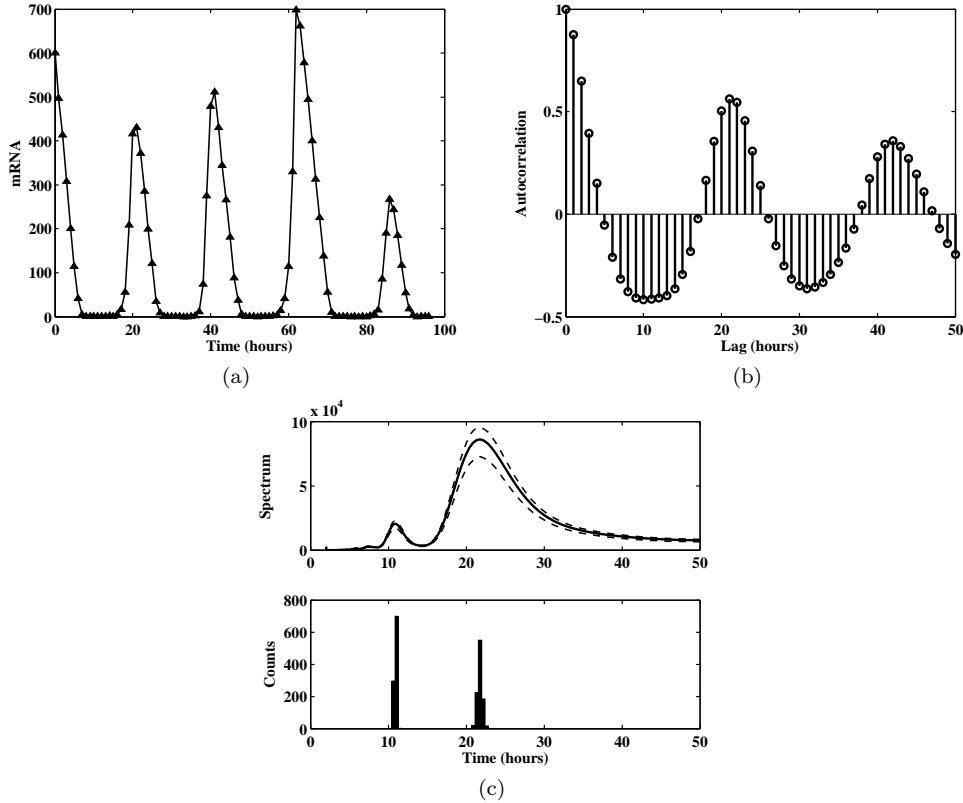 700
600
500
400
300
200
100
0
mRNA
0 20 40 60 80 100
Time (hours)
(a)
1
0.5
0
−0.5
Autocorrelation
0 10 20 30 40 50
Lag (hours)
(b)
x 10^4
10
5
0
Spectrum
0 10 20 30 40 50
800
600
400
200
0
Counts
0 10 20 30 40 50
Time (hours)
(c)